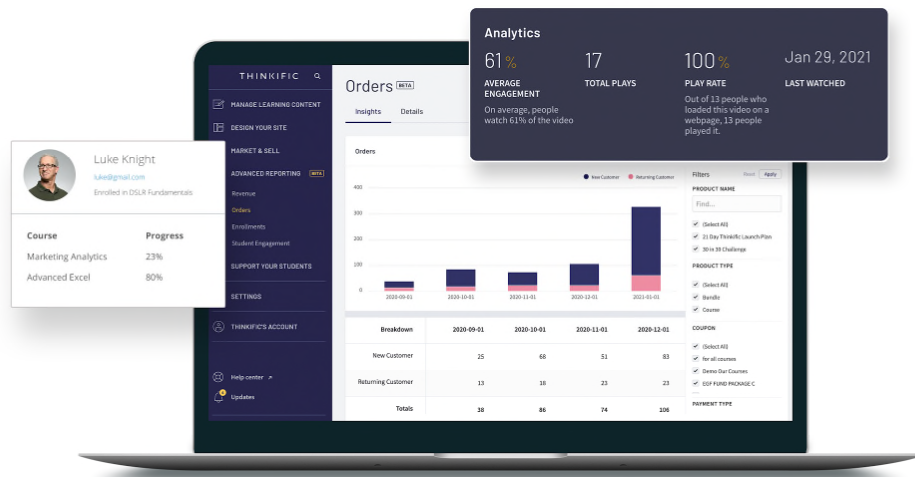 Analytics
61%
AVERAGE
ENGAGEMENT
On average, people
watch 61% of the video
17
TOTAL PLAYS
100%
PLAY RATE
Out of 13 people who
loaded this video on a
webpage, 13 people
played it.
Jan 29, 2021
LAST WATCHED
Luke Knight
luke@gmail.com
Enrolled in DSLR Fundamentals
Course Progress
Marketing Analytics 23%
Advanced Excel 80%
THINKIFIC
MANAGE LEARNING CONTENT
DESIGN YOUR SITE
MARKET & SELL
ADVANCED REPORTING BETA
Revenue
Orders
Enrollments
Student Engagement
SUPPORT YOUR STUDENTS
SETTINGS
THINKIFIC'S ACCOUNT
Help center ↗
Updates
Orders BETA
Insights Details
Orders
New Customer Returning Customer
400
300
200
100
0
2020-09-01 2020-10-01 2020-11-01 2020-12-01 2021-01-01
Breakdown 2020-09-01 2020-10-01 2020-11-01 2020-12-01
New Customer 25 68 51 83
Returning Customer 13 18 23 23
Totals 38 86 74 106
Filters Reset Apply
PRODUCT NAME
Find...
(Select All)
21 Day Thinkific Launch Plan
30 in 30 Challenge
PRODUCT TYPE
(Select All)
Bundle
Course
COUPON
(Select All)
for all courses
Demo Our Courses
EOF FUND PACKAGE C
PAYMENT TYPE